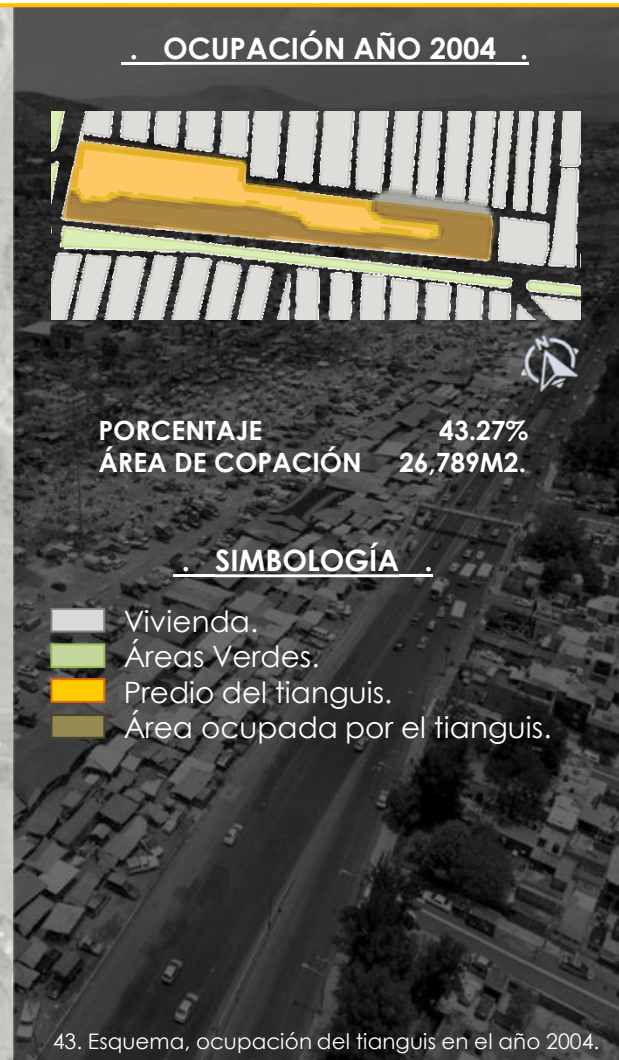 . OCUPACIÓN AÑO 2004 .
N
PORCENTAJE 43.27%
ÁREA DE COPACIÓN 26,789M2.
. SIMBOLOGÍA .
Vivienda.
Áreas Verdes.
Predio del tianguis.
Área ocupada por el tianguis.
43. Esquema, ocupación del tianguis en el año 2004.